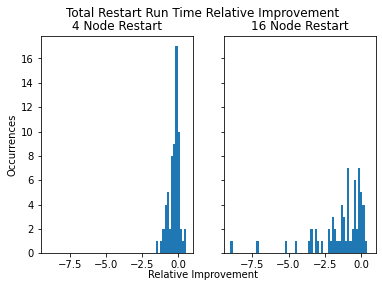 Total Restart Run Time Relative Improvement
4 Node Restart
16 Node Restart
Occurrences
16
14
12
10
8
6
4
2
0
−7.5 −5.0 −2.5 0.0
−7.5 −5.0 −2.5 0.0
Relative Improvement